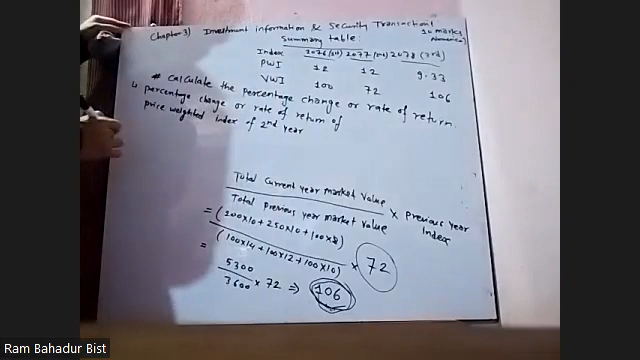 Chapter 3) Investment information & Security Transaction! 10 marks
Summary table: Numerical)
Index 2076 (1st) 2077 (2nd) 2078 (3rd)
PWI 12 12 9.33
VWI 100 72 106
# calculate the percentage change or rate of return.
↳ percentage change or rate of return of
price weighted index of 2nd year
Total current year market value
Total previous year market value × previous year Index
= (200×10+250×10+100×8)
(100×14+100×12+100×10) × 72
= 5300
3600 × 72 ⇒ 106
Ram Bahadur Bist